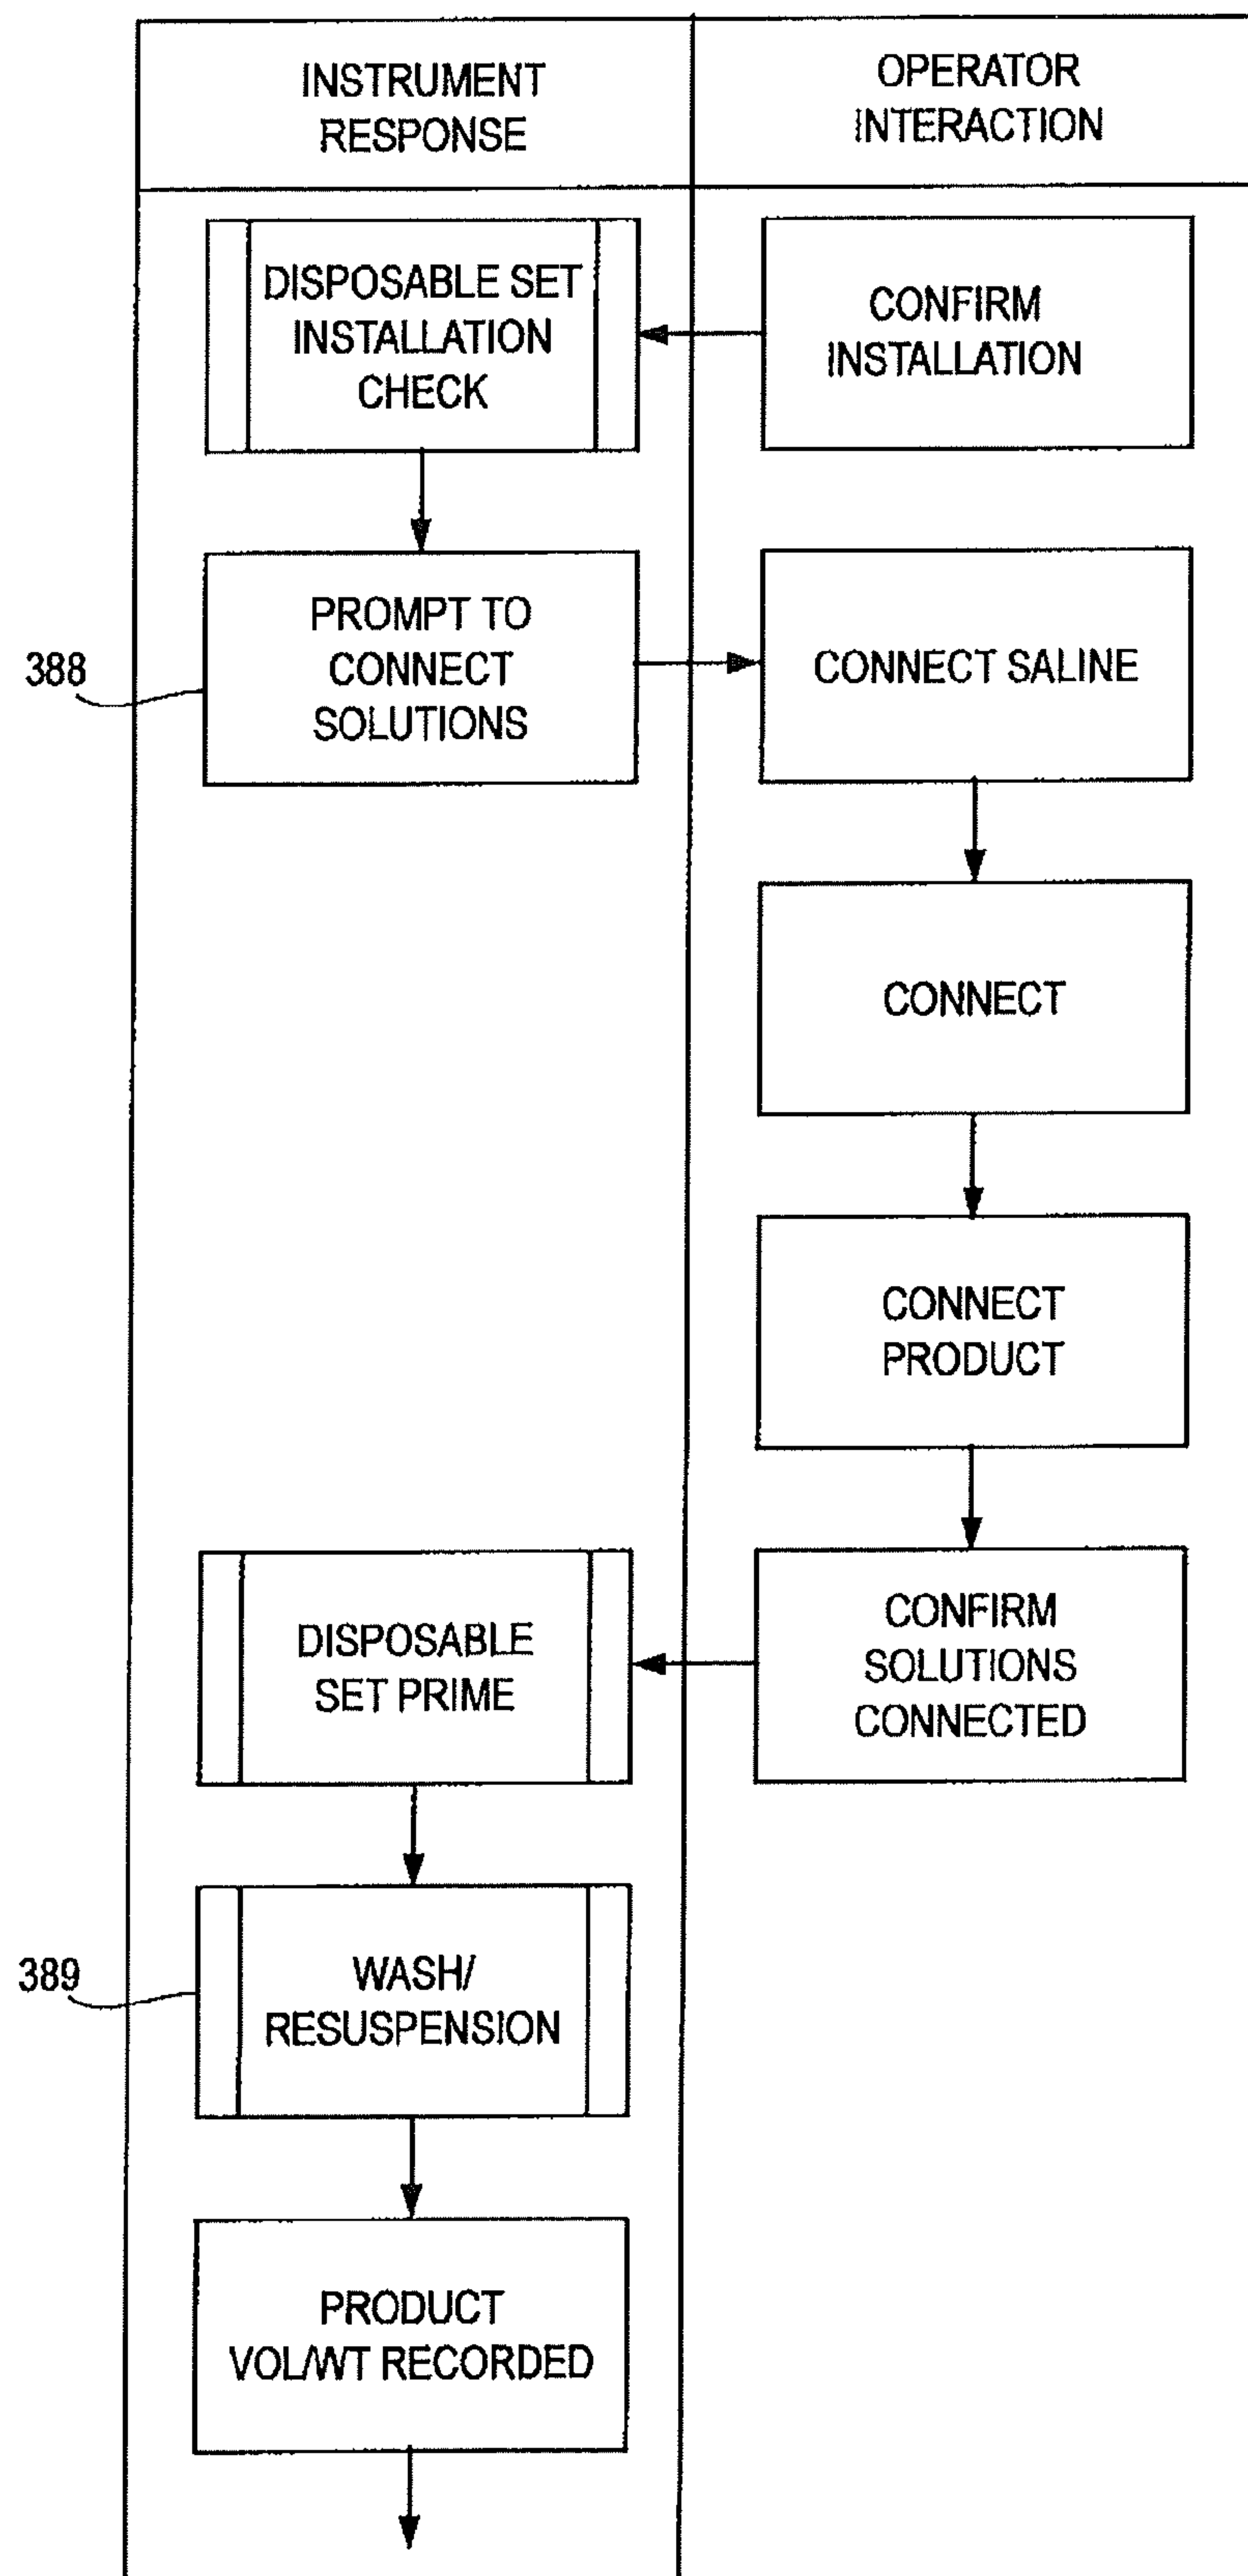 INSTRUMENT
RESPONSE
OPERATOR
INTERACTION
DISPOSABLE SET
INSTALLATION
CHECK
CONFIRM
INSTALLATION
388
PROMPT TO
CONNECT
SOLUTIONS
CONNECT SALINE
CONNECT
CONNECT
PRODUCT
DISPOSABLE
SET PRIME
CONFIRM
SOLUTIONS
CONNECTED
389
WASH/
RESUSPENSION
PRODUCT
VOL/WT RECORDED